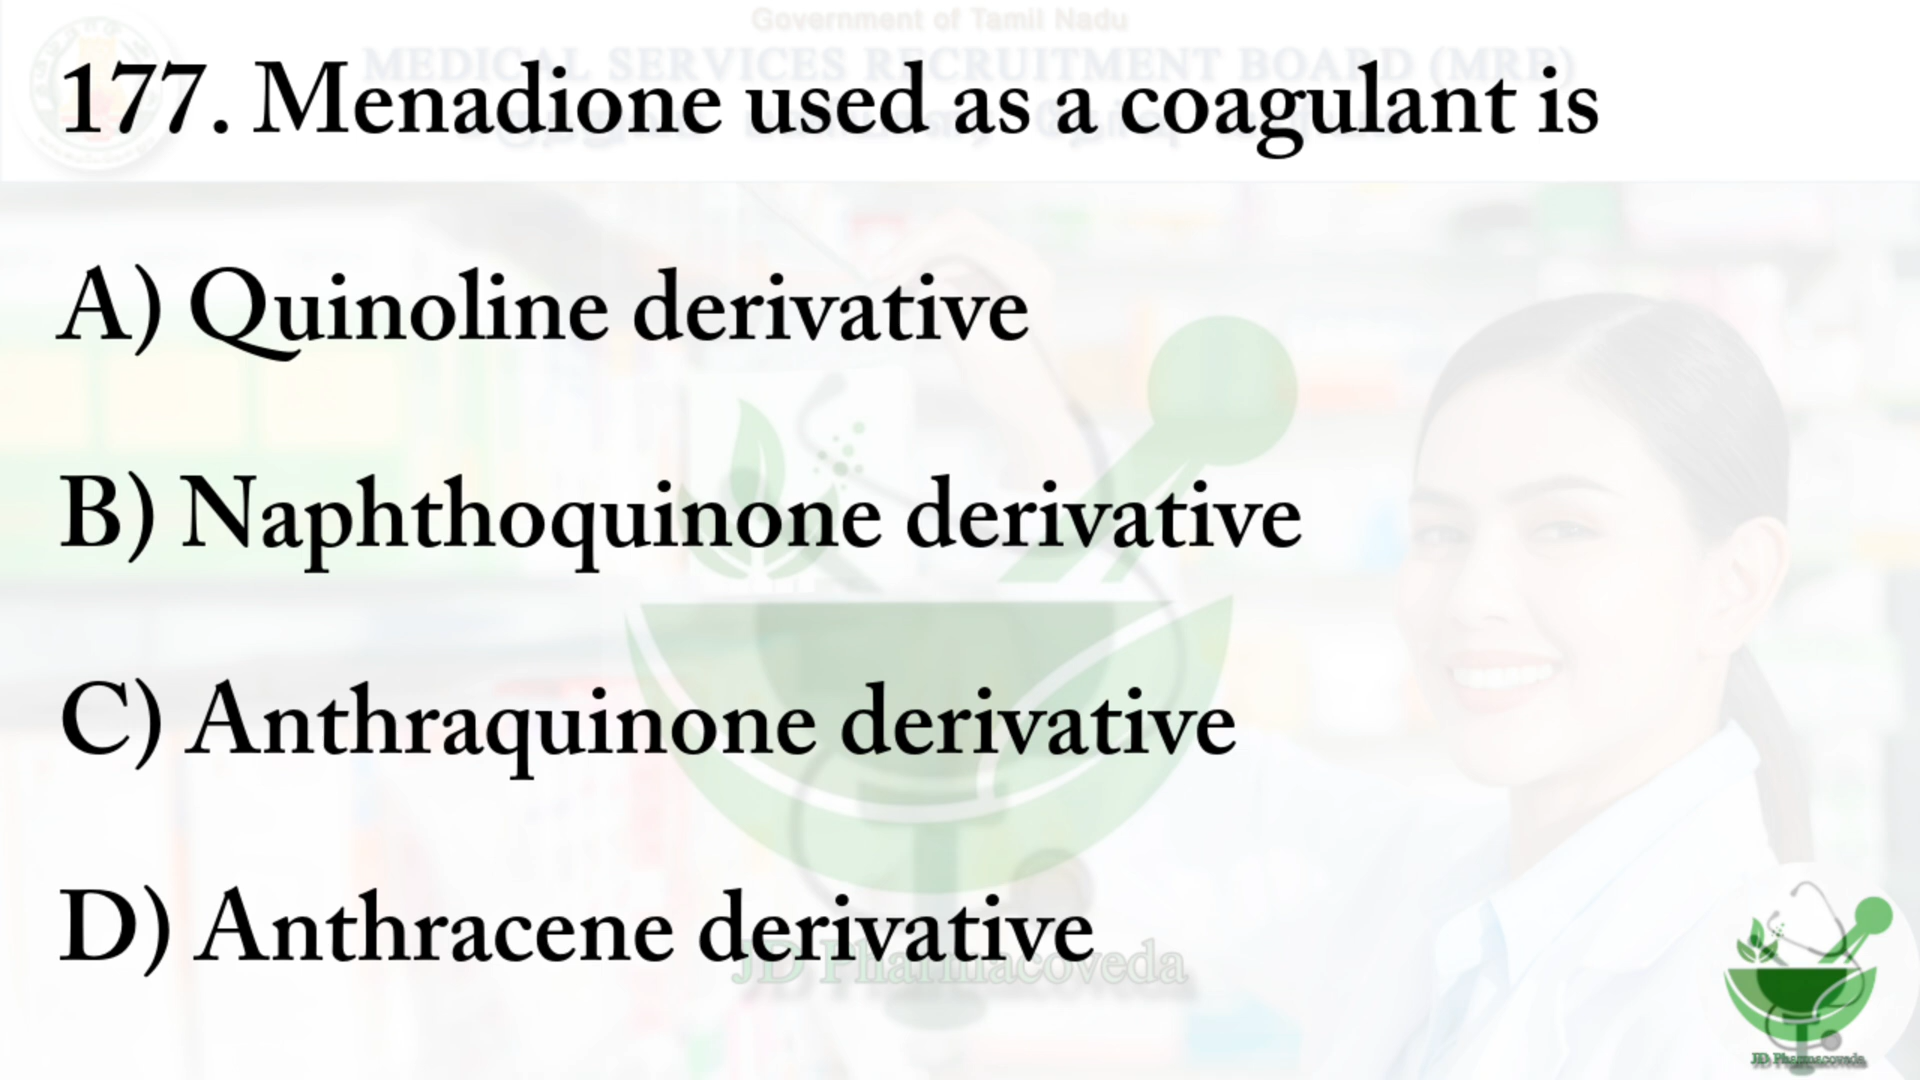 Government of Tamil Nadu
MEDICAL SERVICES RECRUITMENT BOARD (MRB)
177. Menadione used as a coagulant is
A) Quinoline derivative
B) Naphthoquinone derivative
C) Anthraquinone derivative
D) Anthracene derivative
JD Pharmacoveda
JD Pharmacoveda